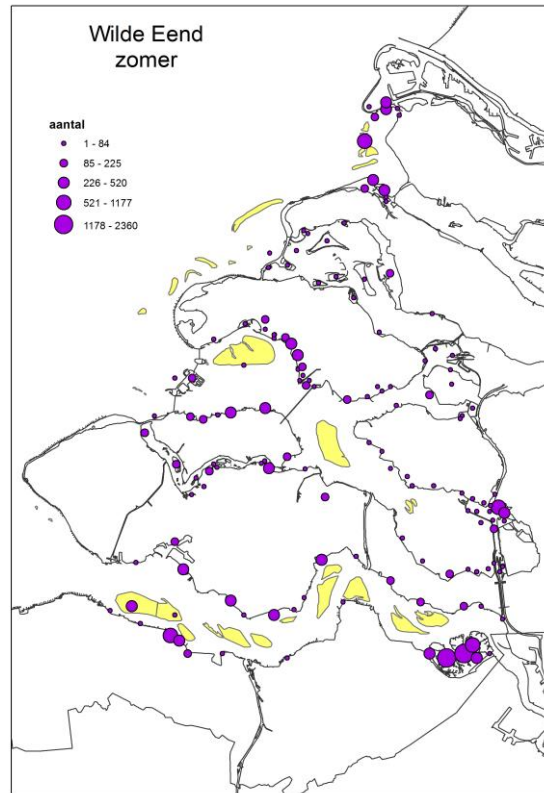 Wilde Eend
zomer
aantal
1 - 84
85 - 225
226 - 520
521 - 1177
1178 - 2360